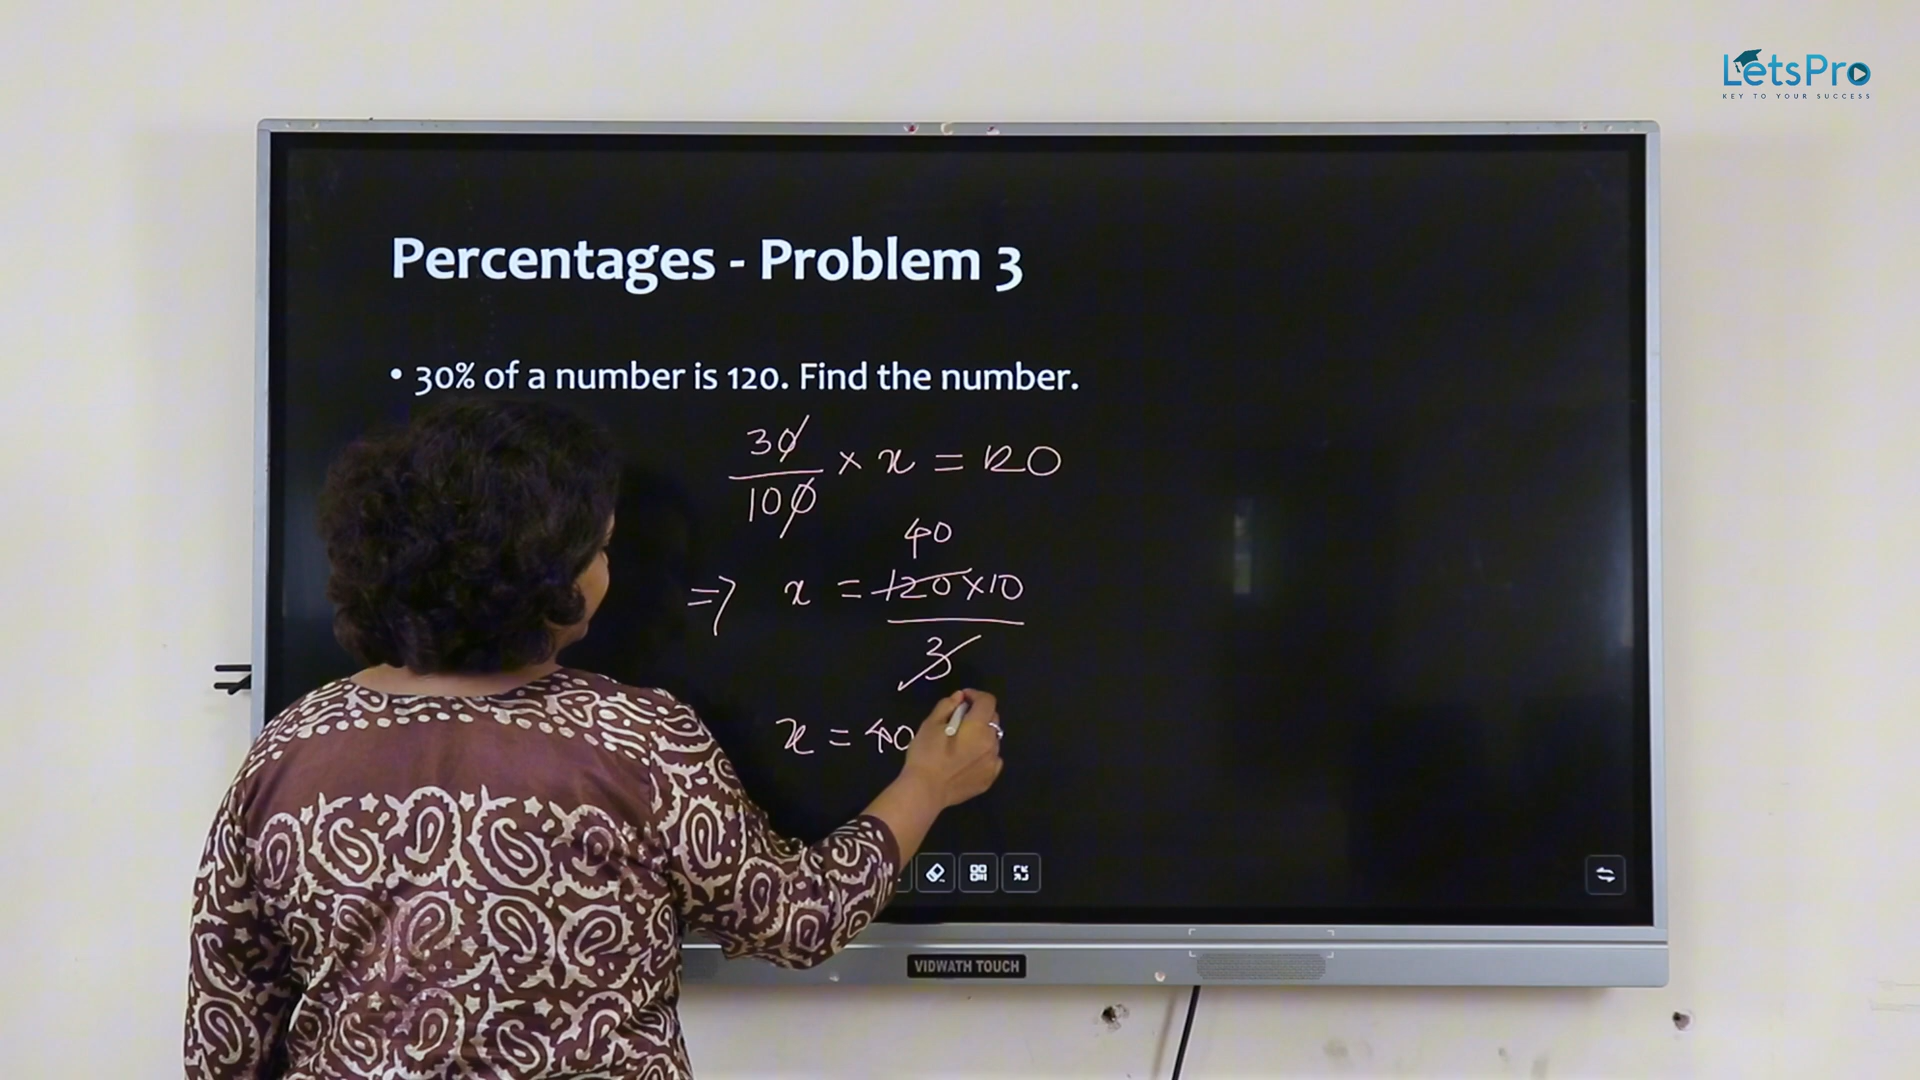 LetsPro
KEY TO YOUR SUCCESS
Percentages - Problem 3
• 30% of a number is 120. Find the number.
30/100 × x = 120
40
=> x = 120×10
3
x = 40
VIDWATH TOUCH